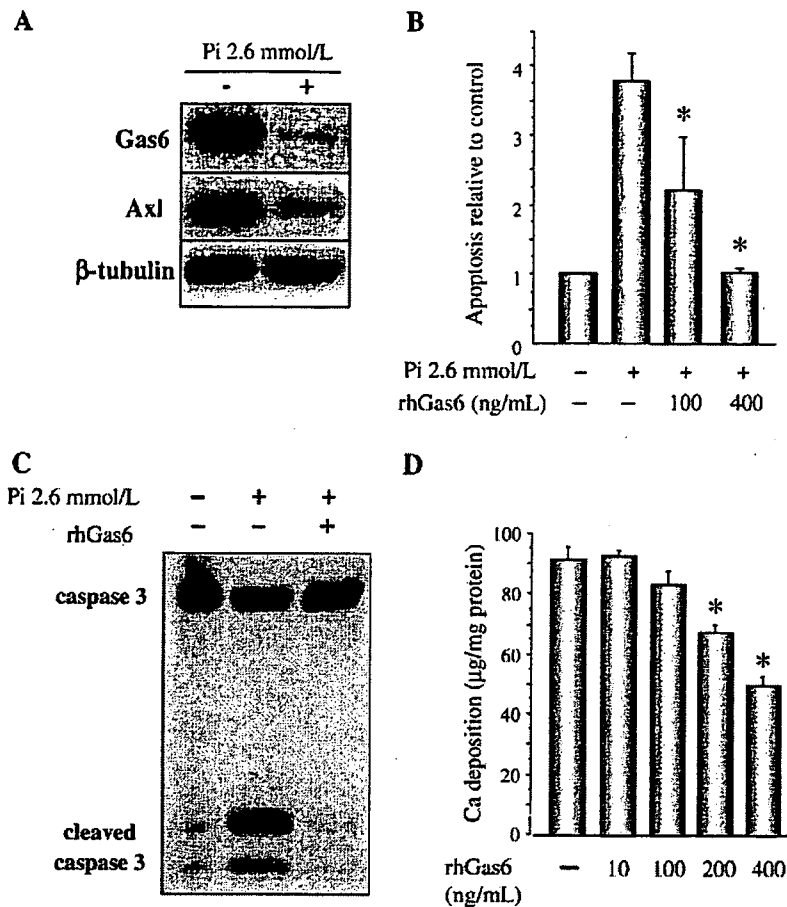 A
Pi 2.6 mmol/L
- +
Gas6
Axl
β-tubulin
B
Apoptosis relative to control
4
3
2
1
0
Pi 2.6 mmol/L − + + +
rhGas6 (ng/mL) − − 100 400
* *
C
Pi 2.6 mmol/L − + +
rhGas6 − − +
caspase 3
cleaved
caspase 3
D
Ca deposition (µg/mg protein)
100
80
60
40
20
0
* *
rhGas6 − 10 100 200 400
(ng/mL)